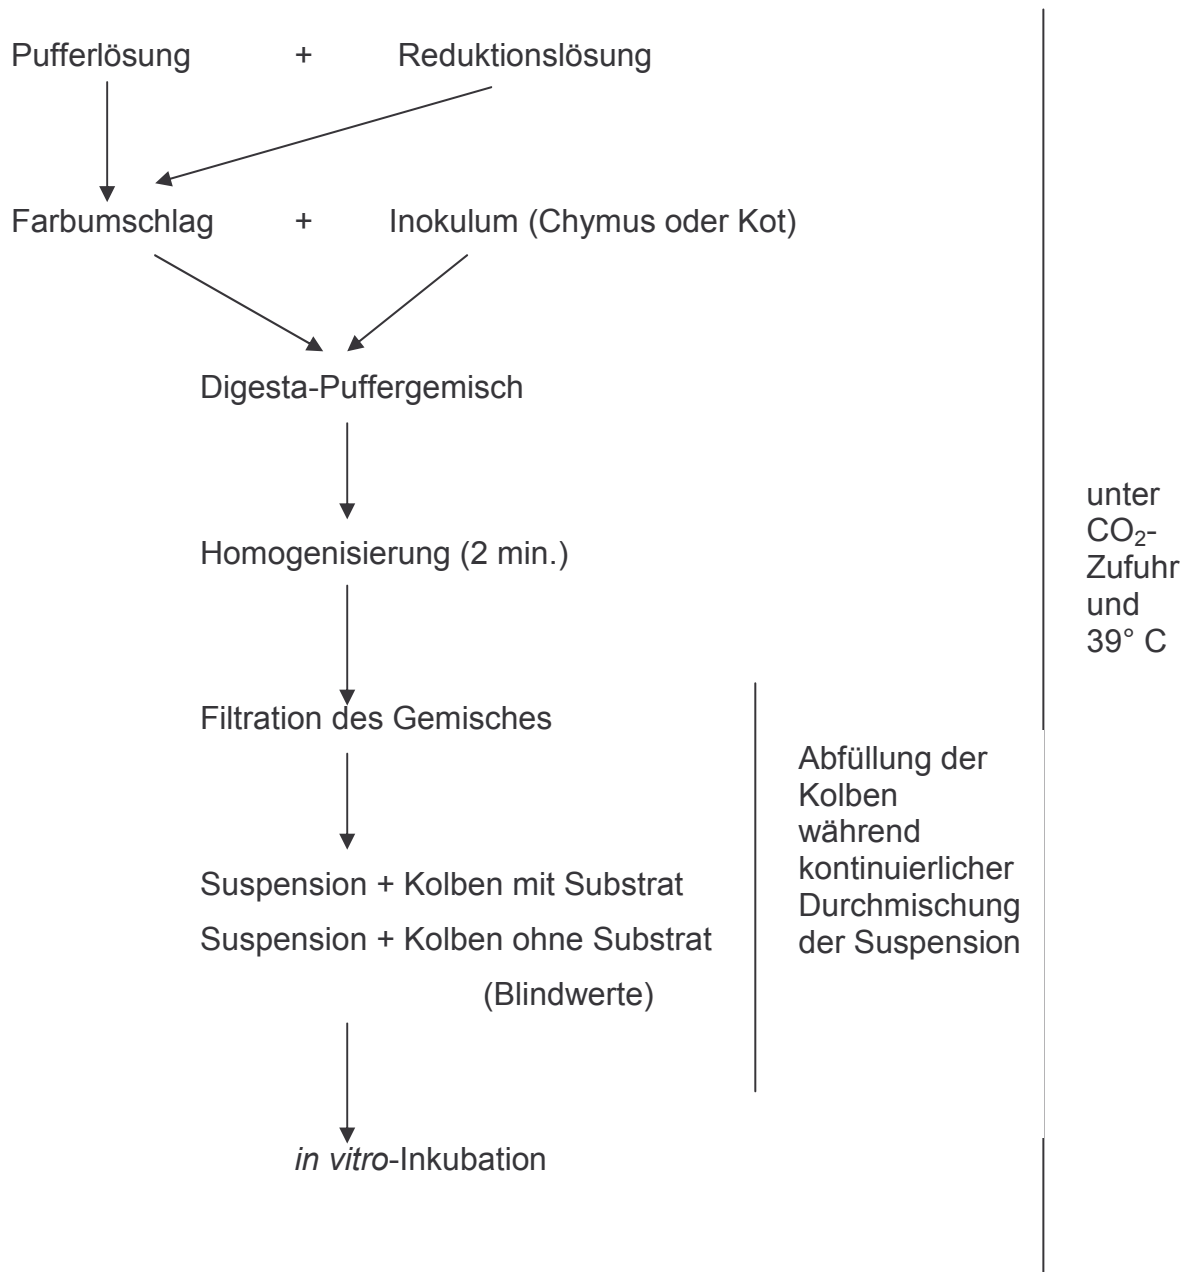 Pufferlösung + Reduktionslösung
Farbumschlag + Inokulum (Chymus oder Kot)
Digesta-Puffergemisch
Homogenisierung (2 min.)
Filtration des Gemisches
Suspension + Kolben mit Substrat
Suspension + Kolben ohne Substrat
(Blindwerte)
in vitro-Inkubation
Abfüllung der
Kolben
während
kontinuierlicher
Durchmischung
der Suspension
unter
CO₂-
Zufuhr
und
39° C